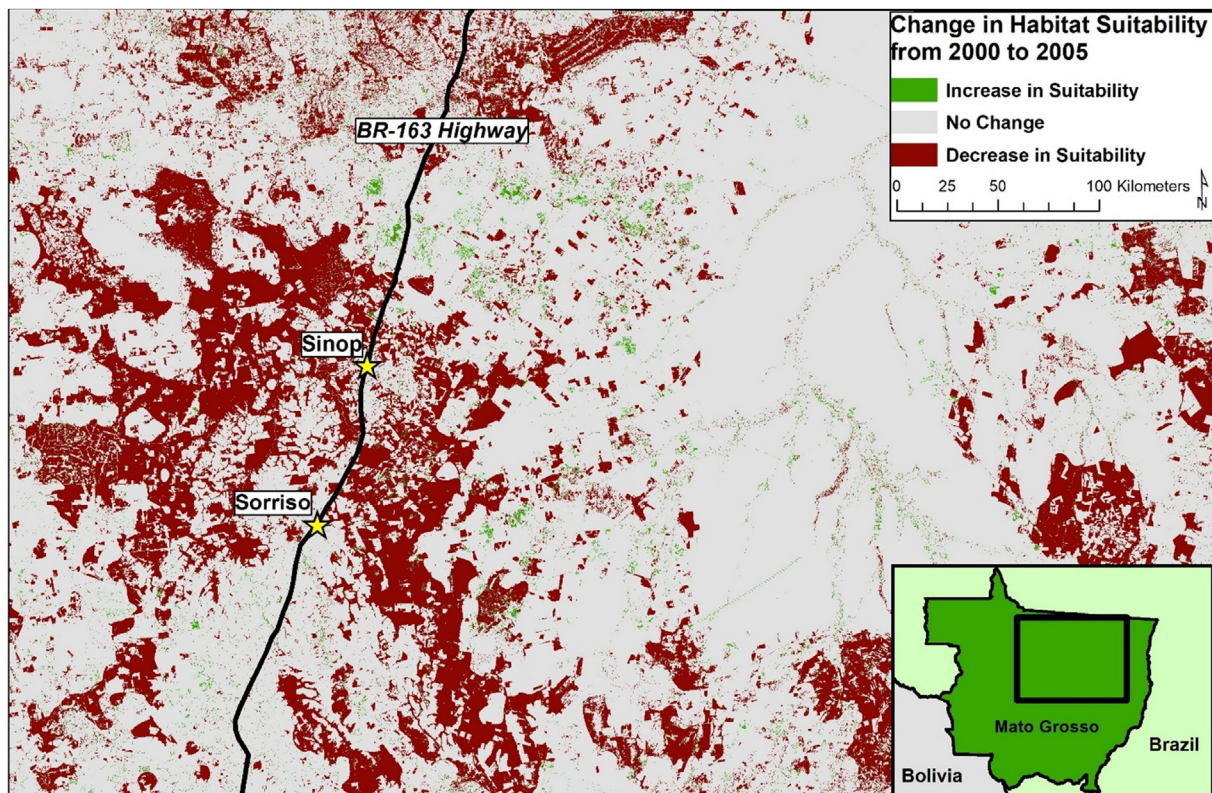 Change in Habitat Suitability
from 2000 to 2005
Increase in Suitability
No Change
Decrease in Suitability
0 25 50 100 Kilometers
N
BR-163 Highway
Sinop
Sorriso
Mato Grosso
Brazil
Bolivia